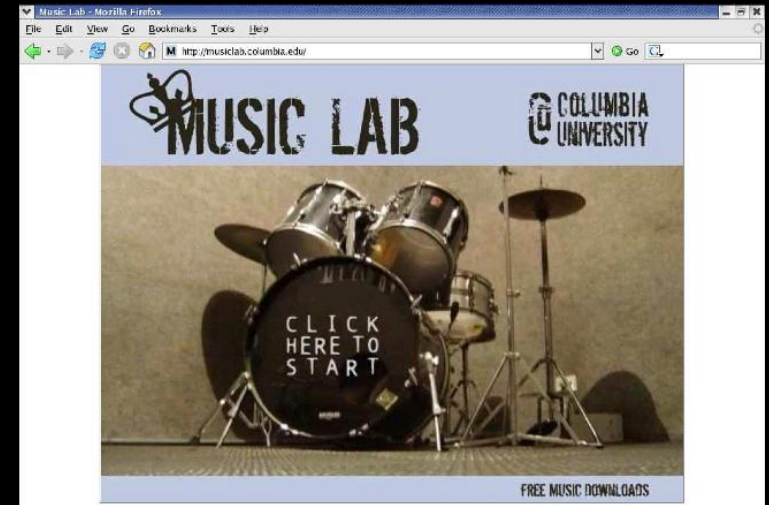 Music Lab - Mozilla Firefox
File Edit View Go Bookmarks Tools Help
M http://musiclab.columbia.edu/ Go G
MUSIC LAB
@ COLUMBIA
UNIVERSITY
CLICK
HERE TO
START
FREE MUSIC DOWNLOADS